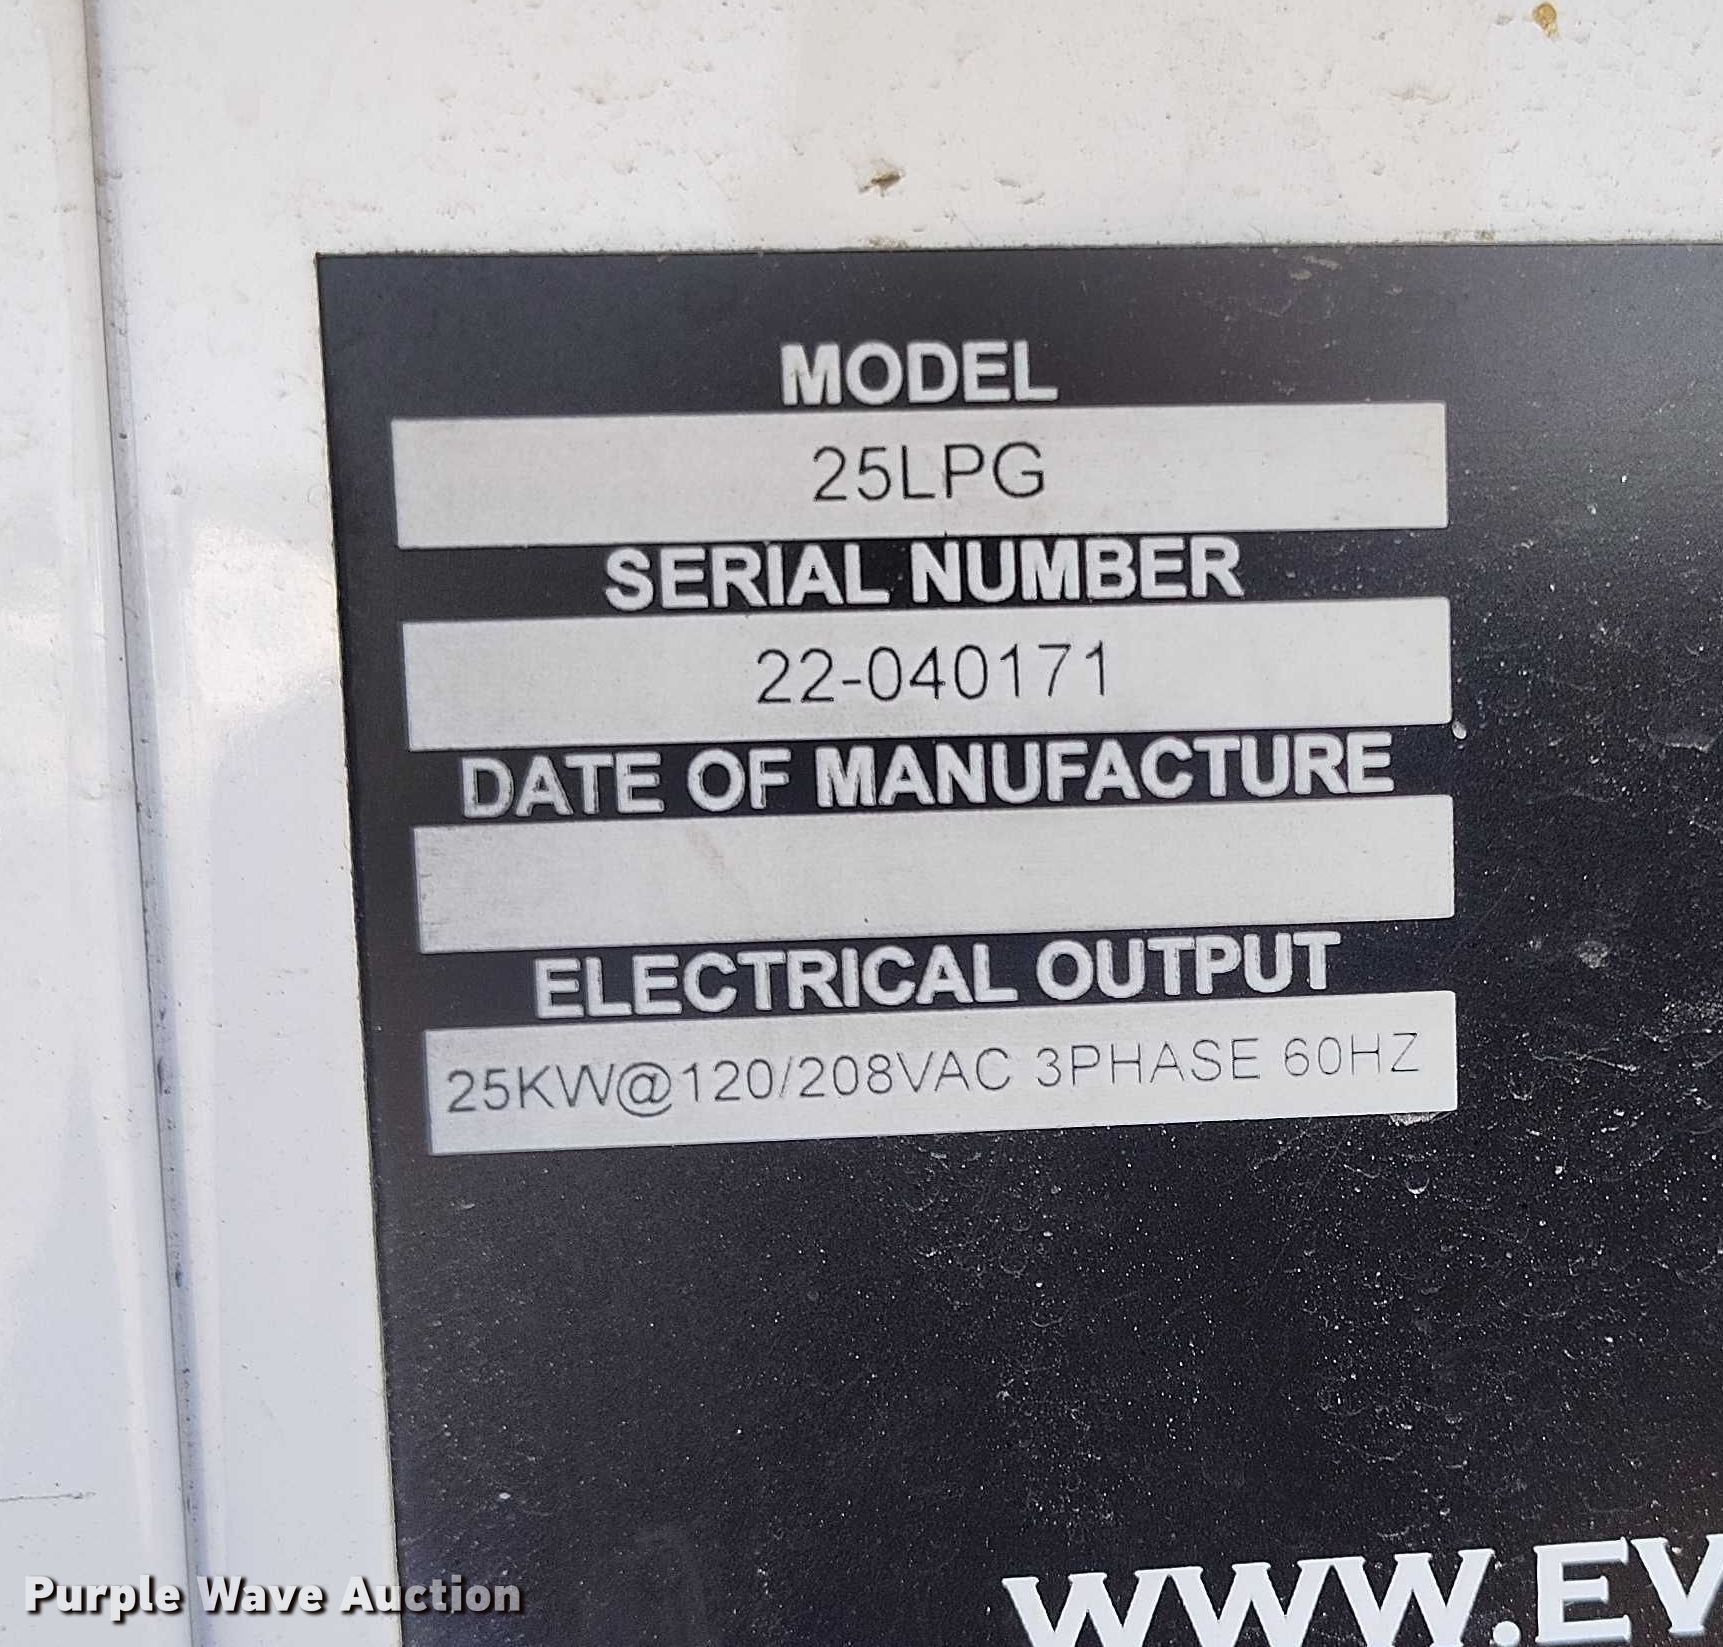 MODEL
25LPG
SERIAL NUMBER
22-040171
DATE OF MANUFACTURE
ELECTRICAL OUTPUT
25KW@120/208VAC 3PHASE 60HZ
WWW.EV
Purple Wave Auction